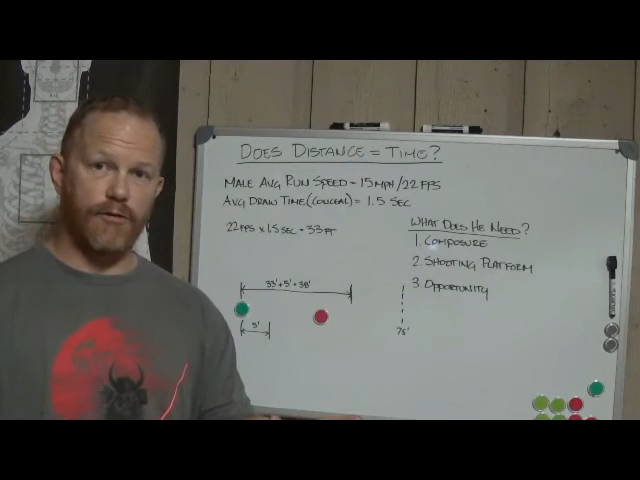 DOES DISTANCE = TIME?
MALE AVG RUN SPEED = 15 MPH / 22 FPS
AVG DRAW TIME (CONCEAL) = 1.5 SEC
22 FPS x 1.5 SEC = 33 FT
WHAT DOES HE NEED?
1. COMPOSURE
2. SHOOTING PLATFORM
3. OPPORTUNITY
33' + 5' = 38'
5'
75'